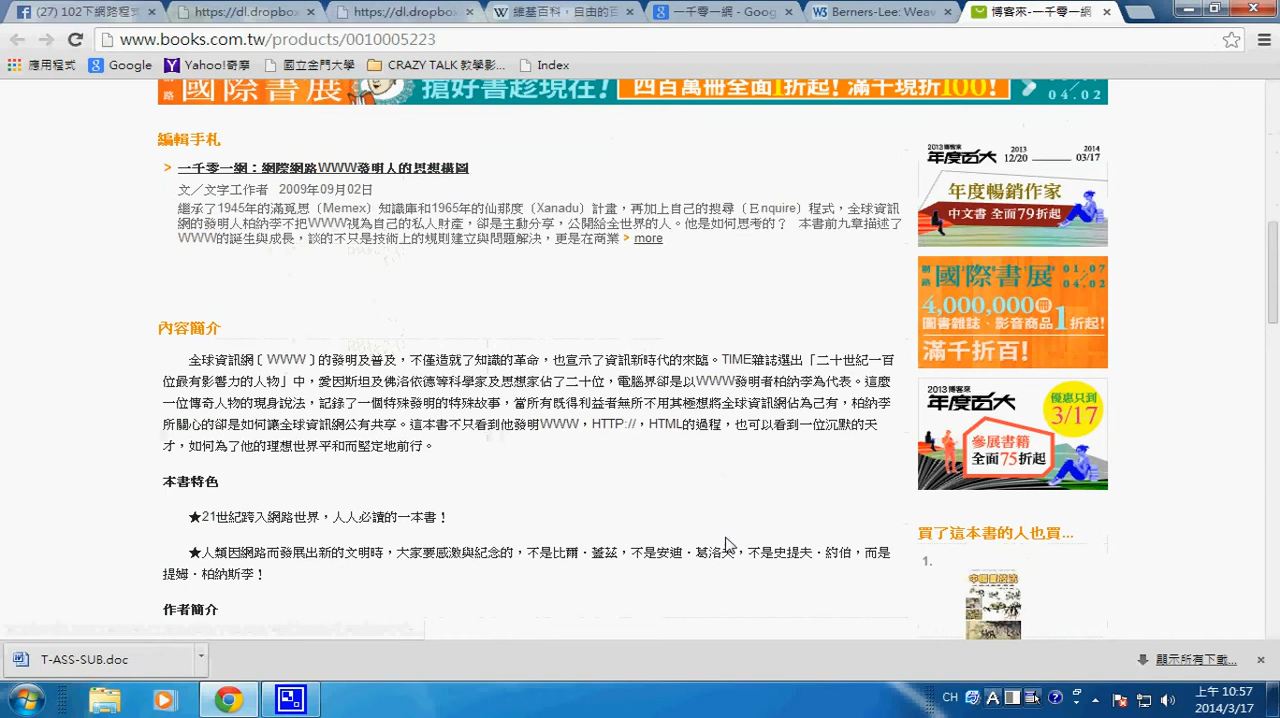 (27) 102下網路程式
https://dl.dropbox
https://dl.dropbox
維基百科，自由的百
一千零一網 - Goog
Berners-Lee: Weav
博客來-一千零一網
www.books.com.tw/products/0010005223
應用程式
Google
Yahoo!奇摩
國立金門大學
CRAZY TALK 教學影...
Index
網路 國際書展
搶好書趁現在！
四百萬冊全面1折起！滿千現折100！
04.02
編輯手札
> 一千零一網：網際網路WWW發明人的思想構圖
文／文字工作者 2009年09月02日
繼承了1945年的滿覓思〔Memex〕知識庫和1965年的仙那度〔Xanadu〕計畫，再加上自己的搜尋〔Enquire〕程式，全球資訊
網的發明人柏納李不把WWW視為自己的私人財產，卻是主動分享，公開給全世界的人。他是如何思考的？ 本書前九章描述了
WWW的誕生與成長，談的不只是技術上的規則建立與問題解決，更是在商業 > more
內容簡介
全球資訊網〔WWW〕的發明及普及，不僅造就了知識的革命，也宣示了資訊新時代的來臨。TIME雜誌選出「二十世紀一百
位最有影響力的人物」中，愛因斯坦及佛洛依德等科學家及思想家佔了二十位，電腦界卻是以WWW發明者柏納李為代表。這麼
一位傳奇人物的現身說法，記錄了一個特殊發明的特殊故事，當所有既得利益者無所不用其極想將全球資訊網佔為己有，柏納李
所關心的卻是如何讓全球資訊網公有共享。這本書不只看到他發明WWW，HTTP://，HTML的過程，也可以看到一位沉默的天
才，如何為了他的理想世界平和而堅定地前行。
本書特色
★21世紀跨入網路世界，人人必讀的一本書！
★人類因網路而發展出新的文明時，大家要感激與紀念的，不是比爾．蓋茲，不是安迪．葛洛夫，不是史提夫．約伯，而是
提姆．柏納斯李！
作者簡介
2013博客來
年度百大
2013 12/20
2014 03/17
年度暢銷作家
中文書 全面79折起
網路 國際書展
01.07
04.02
4,000,000冊
圖書雜誌、影音商品1折起！
滿千折百！
2013博客來
年度百大
優惠只到
3/17
參展書籍
全面75折起
買了這本書的人也買...
1.
T-ASS-SUB.doc
顯示所有下載...
CH
上午 10:57
2014/3/17